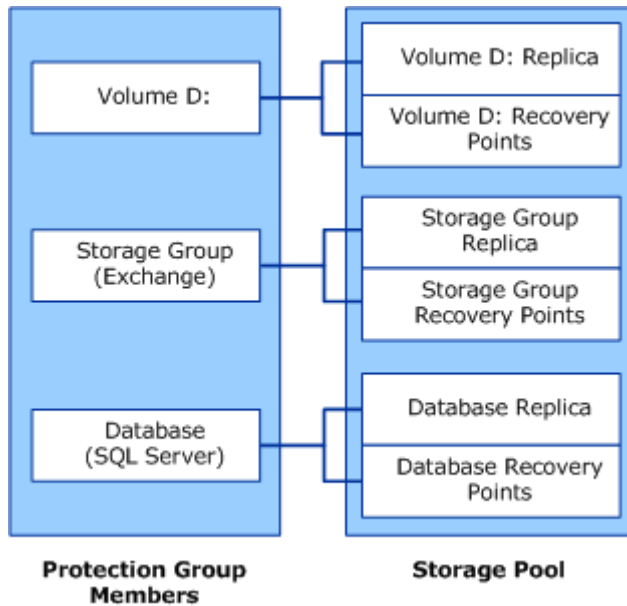 Volume D:
Storage Group
(Exchange)
Database
(SQL Server)
Protection Group
Members
Volume D: Replica
Volume D: Recovery
Points
Storage Group
Replica
Storage Group
Recovery Points
Database Replica
Database Recovery
Points
Storage Pool